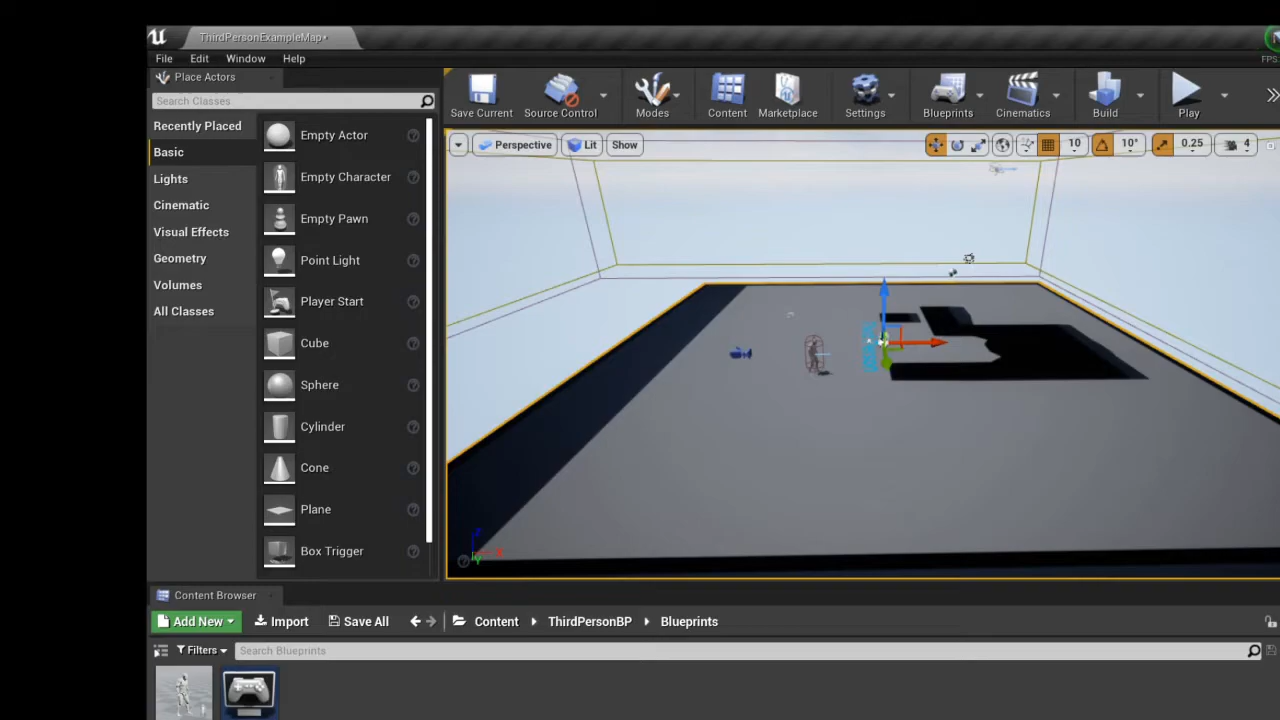 ThirdPersonExampleMap*
File Edit Window Help
FPS
Place Actors
Search Classes
Recently Placed
Basic
Lights
Cinematic
Visual Effects
Geometry
Volumes
All Classes
Empty Actor
Empty Character
Empty Pawn
Point Light
Player Start
Cube
Sphere
Cylinder
Cone
Plane
Box Trigger
Save Current
Source Control
Modes
Content
Marketplace
Settings
Blueprints
Cinematics
Build
Play
Perspective Lit Show 10 10° 0.25 4
Content Browser
Add New Import Save All Content ThirdPersonBP Blueprints
Filters Search Blueprints